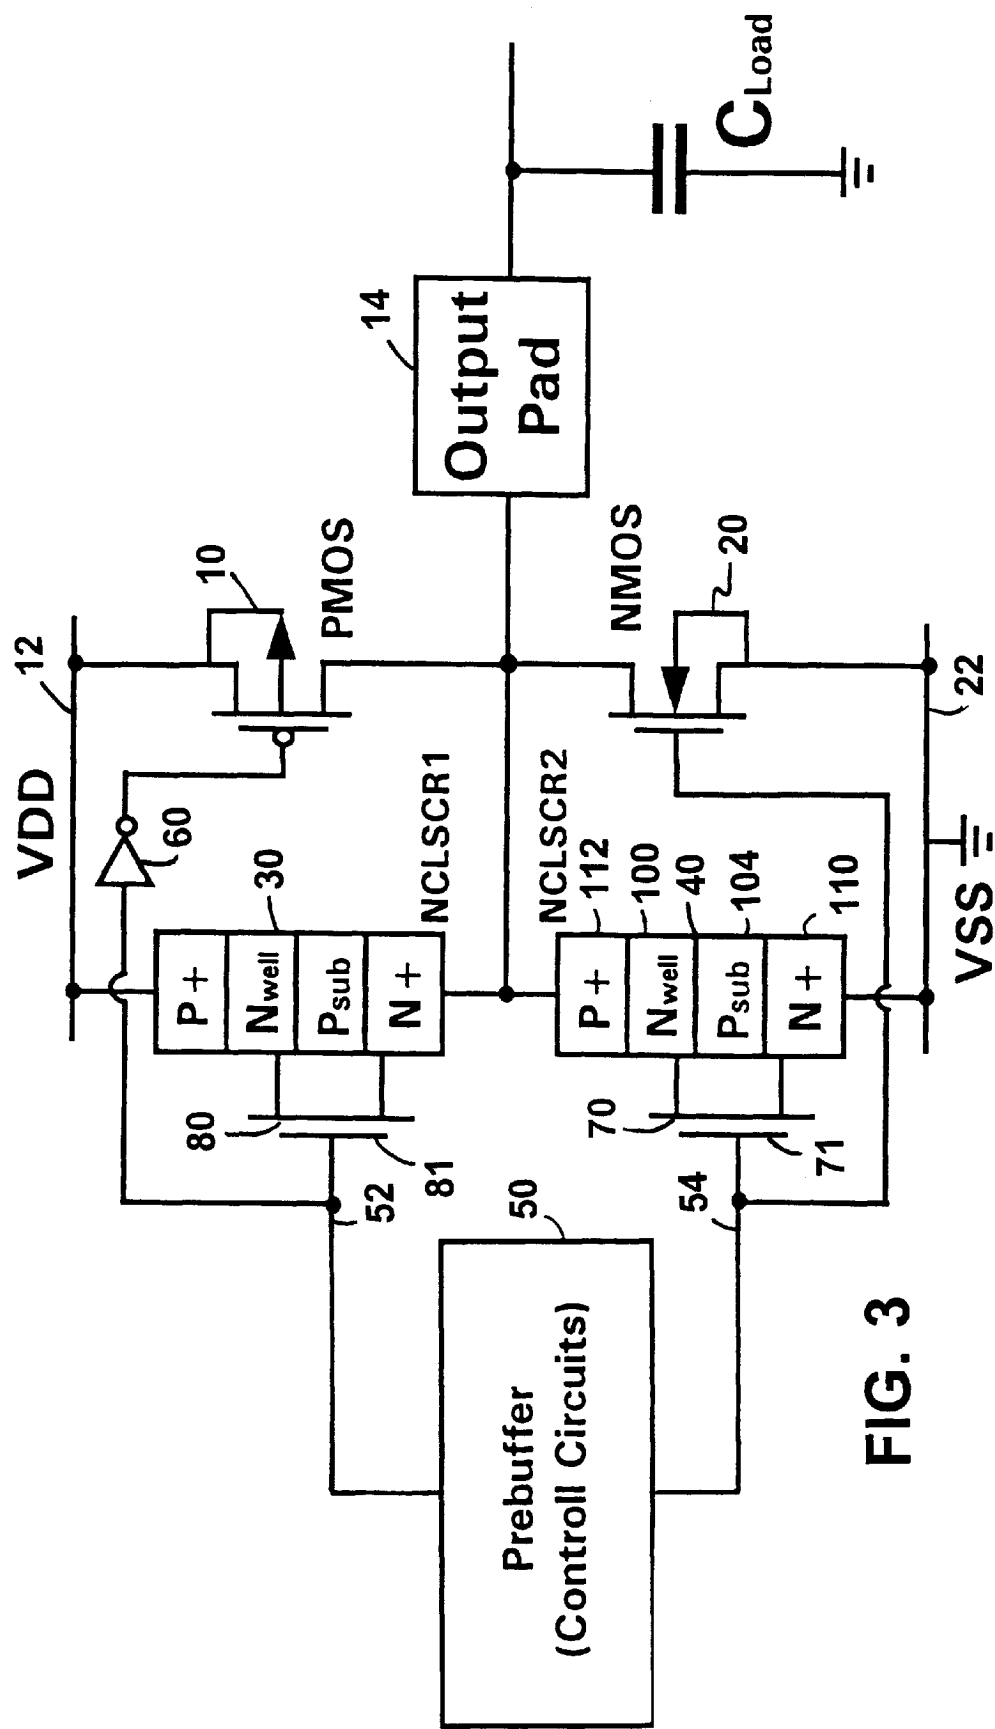 VDD
12
10
PMOS
60
30
P+
Nwell
Psub
N+
NCLSCR1
80
81
52
14
Output
Pad
CLoad
NCLSCR2
NMOS
20
112
100
40
104
110
P+
Nwell
Psub
N+
70
71
54
50
Prebuffer
(Controll Circuits)
22
VSS
FIG. 3